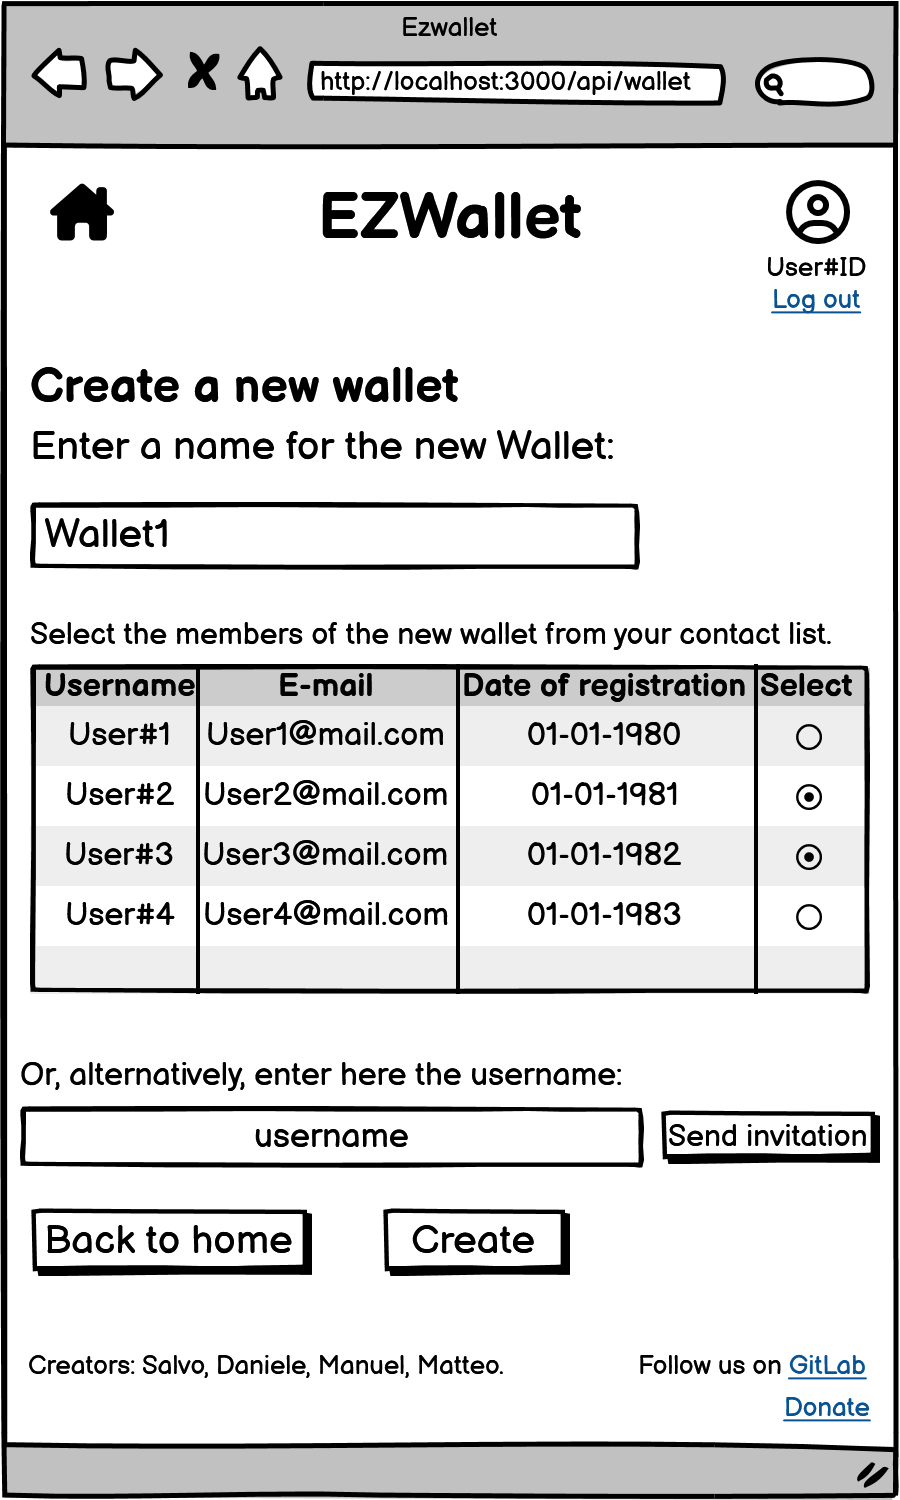 Ezwallet
http://localhost:3000/api/wallet
EZWallet
User#ID
Log out
Create a new wallet
Enter a name for the new Wallet:
Wallet1
Select the members of the new wallet from your contact list.
Username E-mail Date of registration Select
User#1 User1@mail.com 01-01-1980
User#2 User2@mail.com 01-01-1981
User#3 User3@mail.com 01-01-1982
User#4 User4@mail.com 01-01-1983
Or, alternatively, enter here the username:
username Send invitation
Back to home Create
Creators: Salvo, Daniele, Manuel, Matteo. Follow us on GitLab
Donate